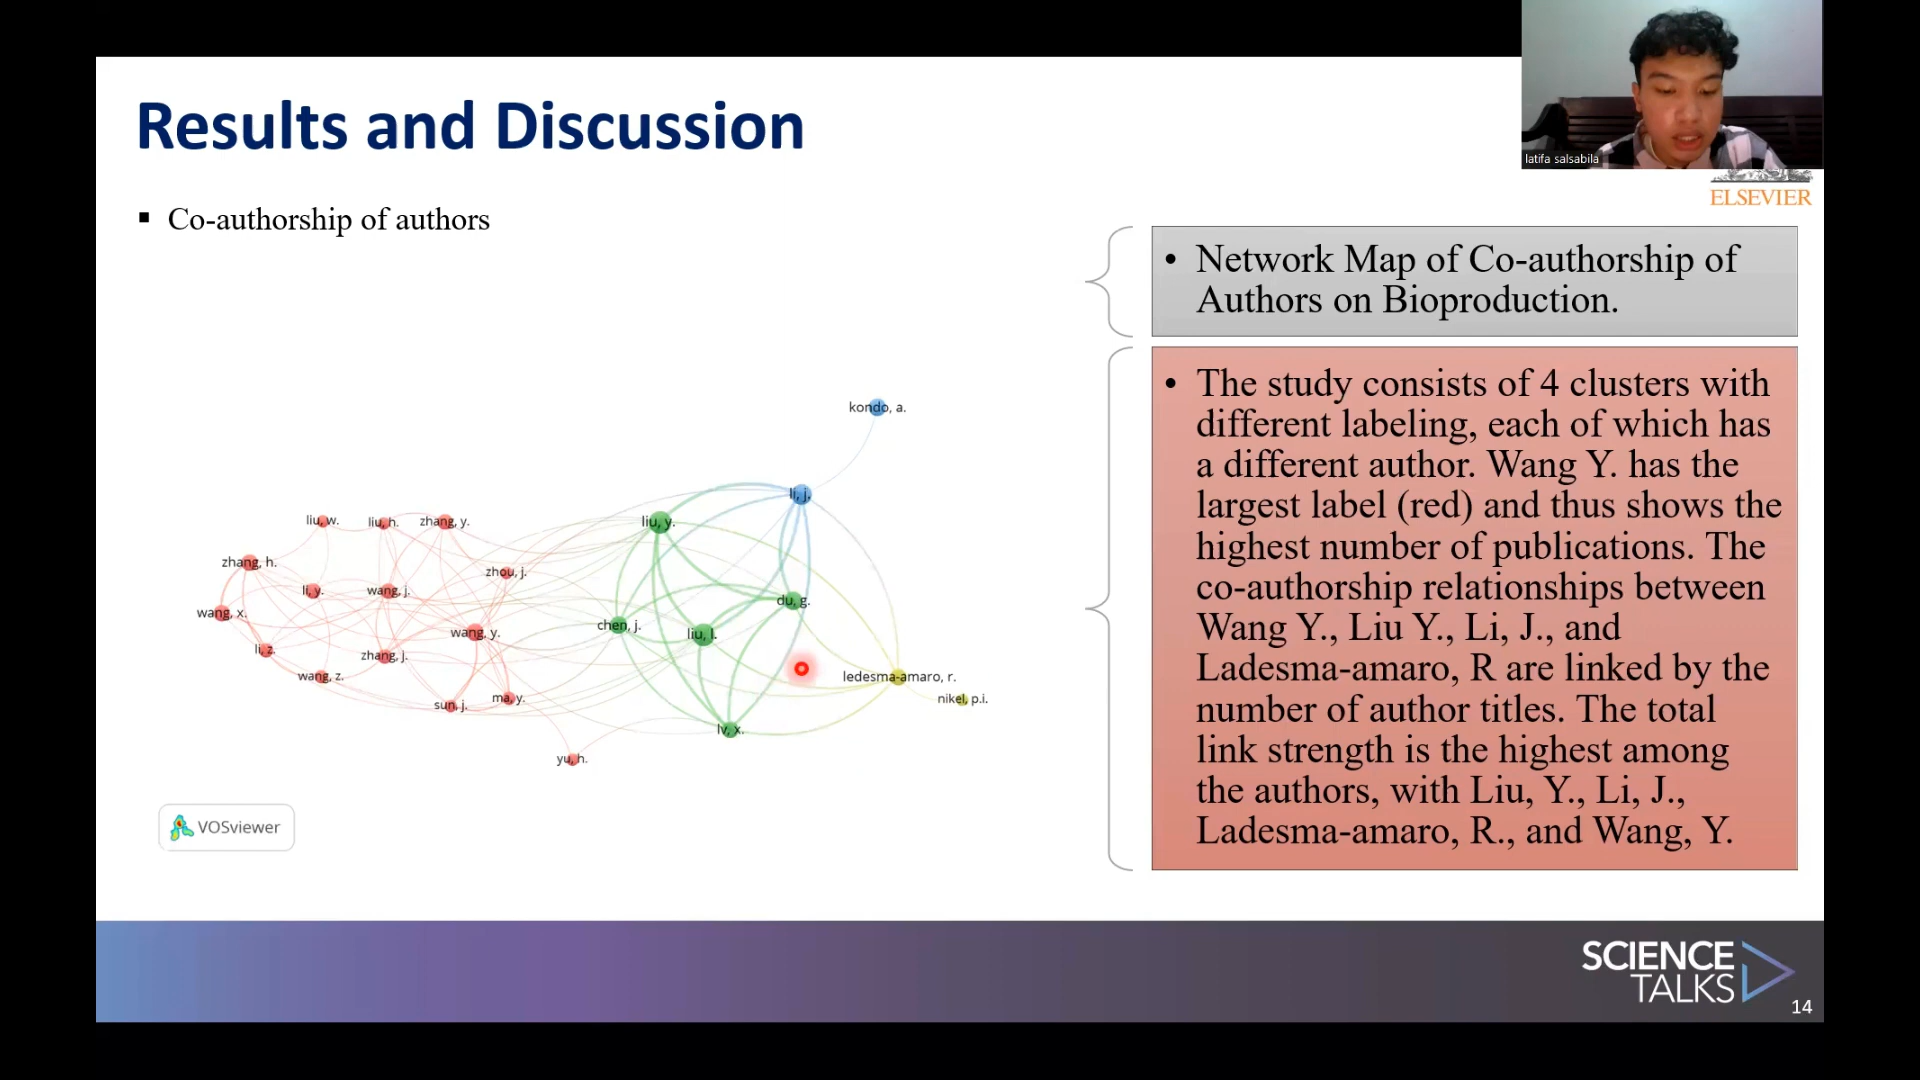 latifa salsabila
Results and Discussion
ELSEVIER
▪ Co-authorship of authors
• Network Map of Co-authorship of
Authors on Bioproduction.
• The study consists of 4 clusters with
different labeling, each of which has
a different author. Wang Y. has the
largest label (red) and thus shows the
highest number of publications. The
co-authorship relationships between
Wang Y., Liu Y., Li, J., and
Ladesma-amaro, R are linked by the
number of author titles. The total
link strength is the highest among
the authors, with Liu, Y., Li, J.,
Ladesma-amaro, R., and Wang, Y.
kondo, a.
li, j.
liu, w.
liu, h.
zhang, y.
liu, y.
zhang, h.
zhou, j.
li, y.
wang, j.
du, g.
wang, x.
chen, j.
wang, y.
liu, l.
li, z.
zhang, j.
wang, z.
ledesma-amaro, r.
nikel, p.i.
sun, j.
ma, y.
lv, x.
yu, h.
VOSviewer
SCIENCE
TALKS
14